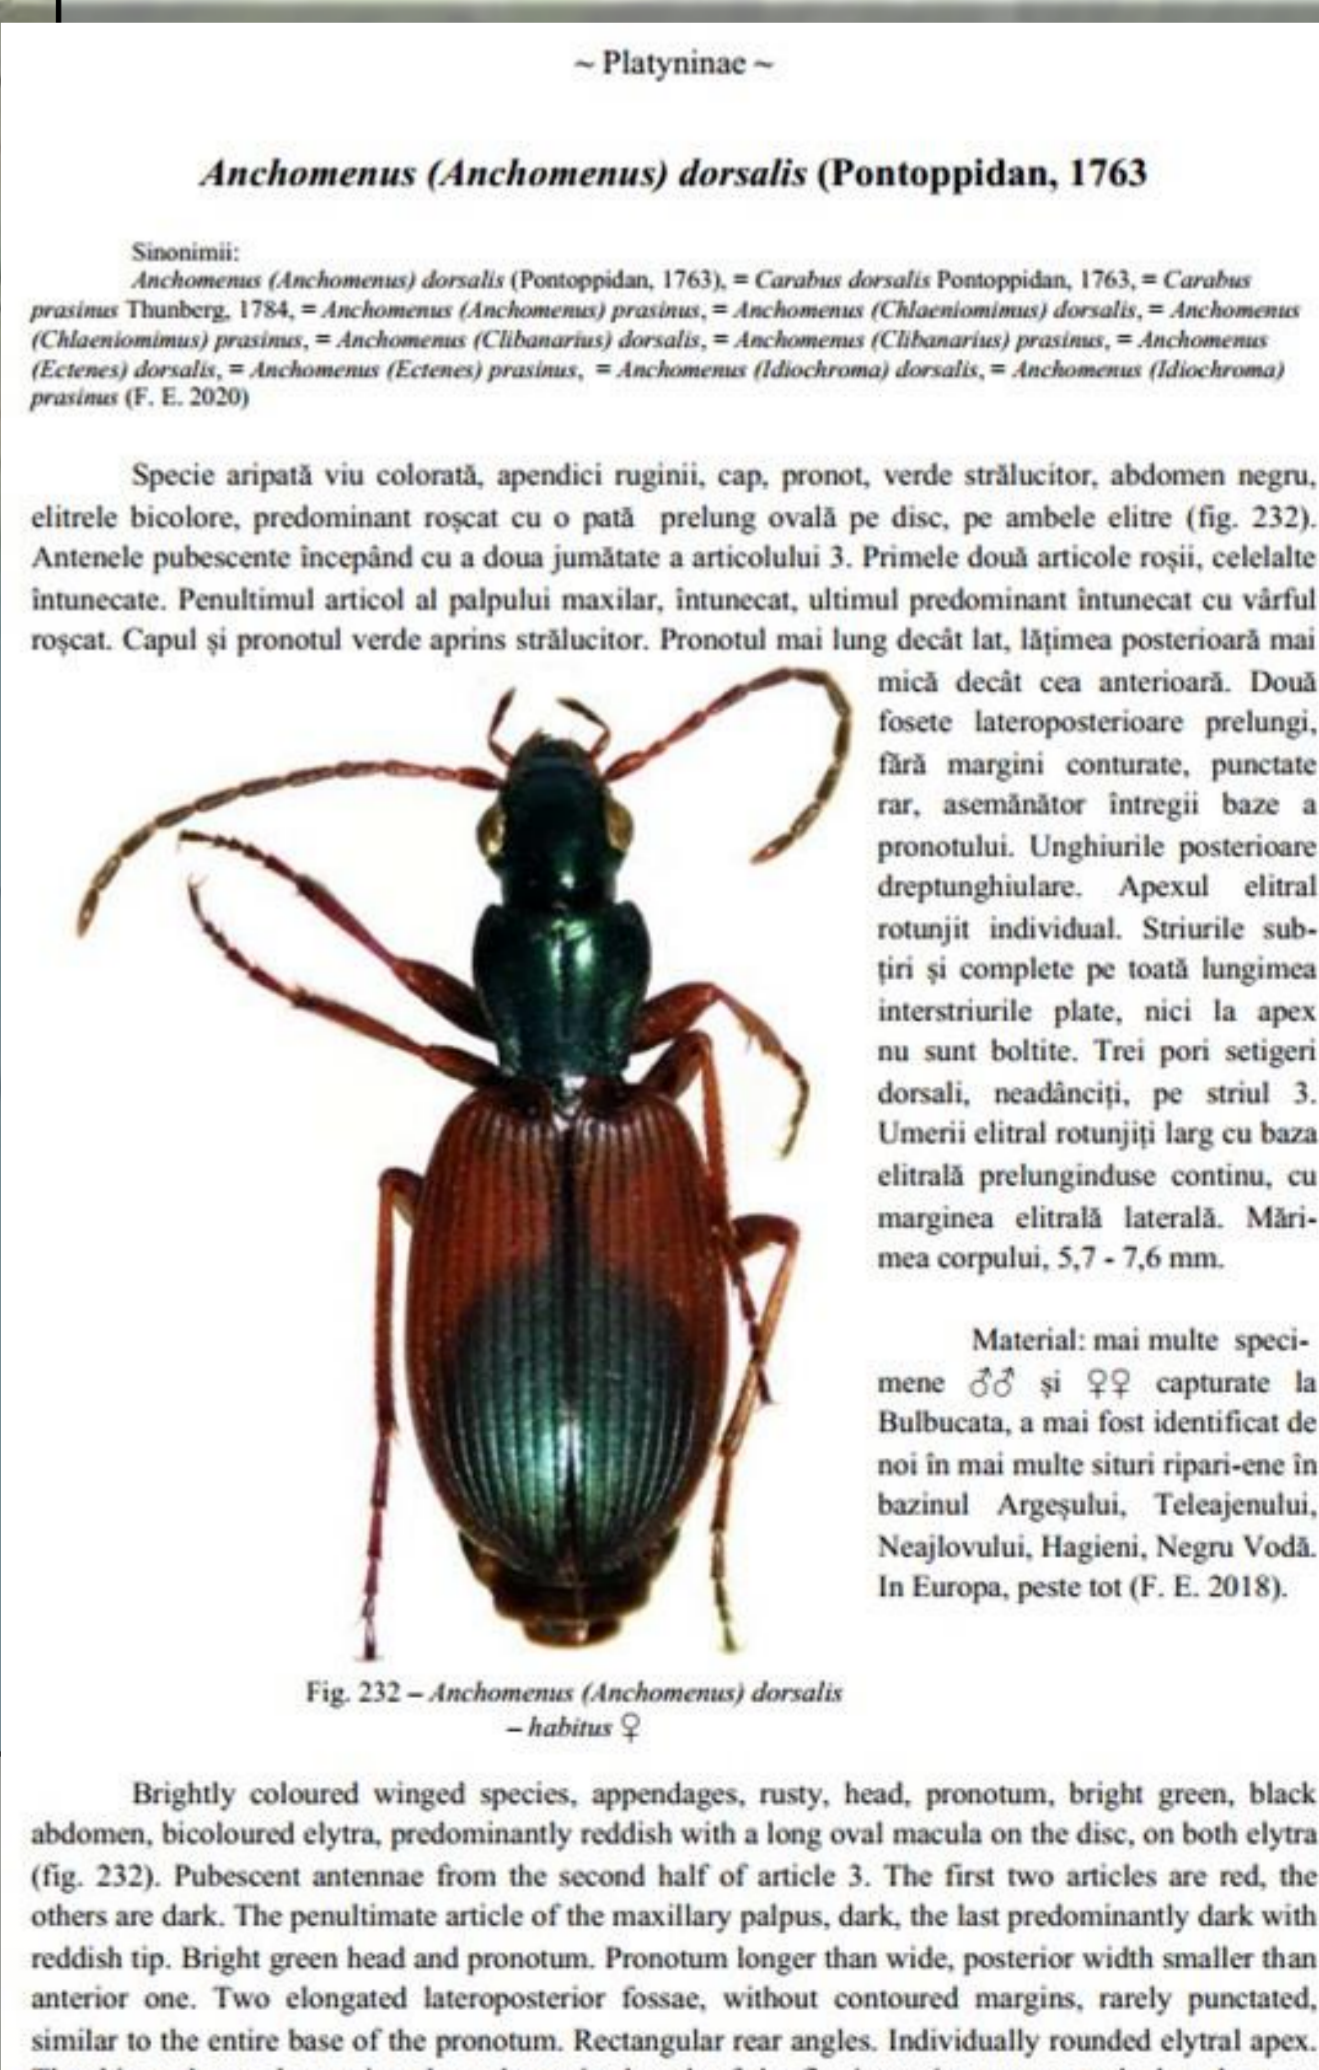 ~ Platyninae ~
Anchomenus (Anchomenus) dorsalis (Pontoppidan, 1763
Sinonimii:
Anchomenus (Anchomenus) dorsalis (Pontoppidan, 1763), = Carabus dorsalis Pontoppidan, 1763, = Carabus
prasinus Thunberg, 1784, = Anchomenus (Anchomenus) prasinus, = Anchomenus (Chlaeniomimus) dorsalis, = Anchomenus
(Chlaeniomimus) prasinus, = Anchomenus (Clibanarius) dorsalis, = Anchomenus (Clibanarius) prasinus, = Anchomenus
(Ectenes) dorsalis, = Anchomenus (Ectenes) prasinus, = Anchomenus (Idiochroma) dorsalis, = Anchomenus (Idiochroma)
prasinus (F. E. 2020)
Specie aripată viu colorată, apendici ruginii, cap, pronot, verde strălucitor, abdomen negru,
elitrele bicolore, predominant roșcat cu o pată prelung ovală pe disc, pe ambele elitre (fig. 232).
Antenele pubescente începând cu a doua jumătate a articolului 3. Primele două articole roșii, celelalte
întunecate. Penultimul articol al palpului maxilar, întunecat, ultimul predominant întunecat cu vârful
roșcat. Capul și pronotul verde aprins strălucitor. Pronotul mai lung decât lat, lățimea posterioară mai
mică decât cea anterioară. Două
fosete lateroposterioare prelungi,
fără margini conturate, punctate
rar, asemănător întregii baze a
pronotului. Unghiurile posterioare
dreptunghiulare. Apexul elitral
rotunjit individual. Striurile sub-
țiri și complete pe toată lungimea
interstriurile plate, nici la apex
nu sunt boltite. Trei pori setigeri
dorsali, neadânciți, pe striul 3.
Umerii elitral rotunjiți larg cu baza
elitrală prelunginduse continu, cu
marginea elitrală laterală. Mări-
mea corpului, 5,7 - 7,6 mm.
Material: mai multe speci-
mene ♂♂ și ♀♀ capturate la
Bulbucata, a mai fost identificat de
noi în mai multe situri ripari-ene în
bazinul Argeșului, Teleajenului,
Neajlovului, Hagieni, Negru Vodă.
In Europa, peste tot (F. E. 2018).
Fig. 232 – Anchomenus (Anchomenus) dorsalis
– habitus ♀
Brightly coloured winged species, appendages, rusty, head, pronotum, bright green, black
abdomen, bicoloured elytra, predominantly reddish with a long oval macula on the disc, on both elytra
(fig. 232). Pubescent antennae from the second half of article 3. The first two articles are red, the
others are dark. The penultimate article of the maxillary palpus, dark, the last predominantly dark with
reddish tip. Bright green head and pronotum. Pronotum longer than wide, posterior width smaller than
anterior one. Two elongated lateroposterior fossae, without contoured margins, rarely punctated,
similar to the entire base of the pronotum. Rectangular rear angles. Individually rounded elytral apex.